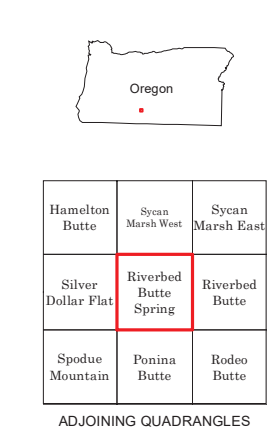 Oregon
Hamelton
Butte
Sycan
Marsh West
Sycan
Marsh East
Silver
Dollar Flat
Riverbed
Butte
Spring
Riverbed
Butte
Spodue
Mountain
Ponina
Butte
Rodeo
Butte
ADJOINING QUADRANGLES